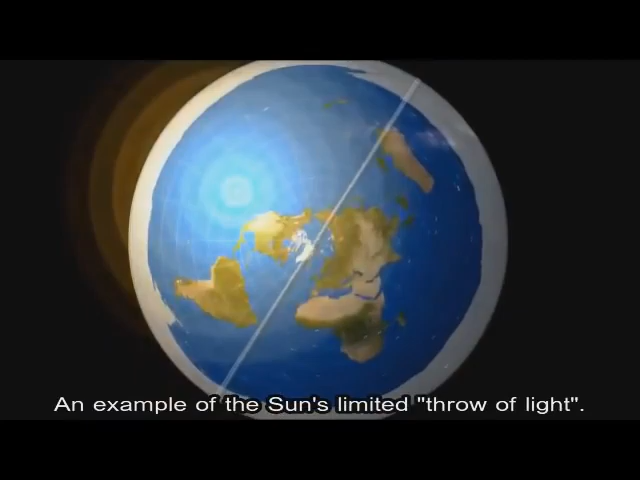 An example of the Sun's limited "throw of light".